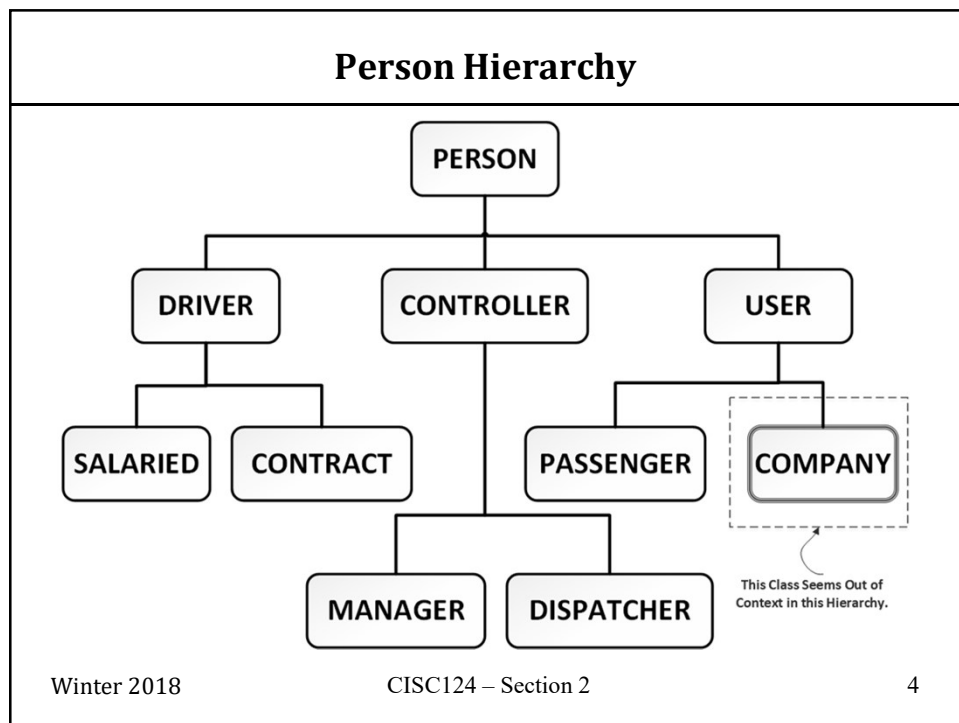 Person Hierarchy
PERSON
DRIVER
CONTROLLER
USER
SALARIED
CONTRACT
PASSENGER
COMPANY
This Class Seems Out of
Context in this Hierarchy.
MANAGER
DISPATCHER
Winter 2018
CISC124 – Section 2
4